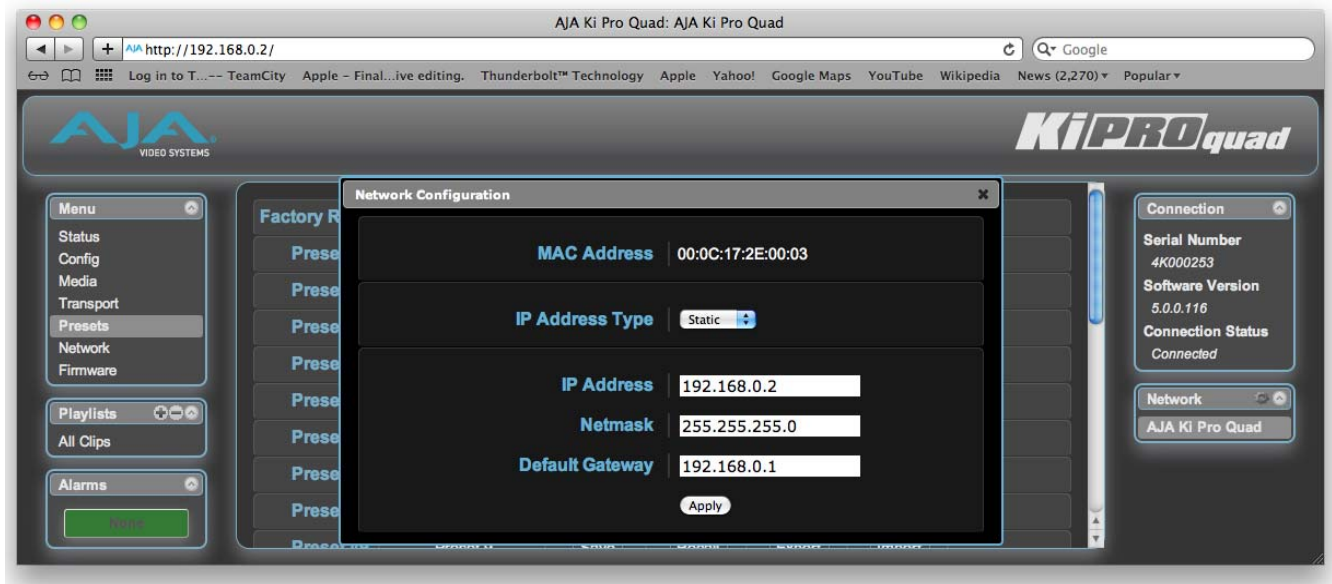 AJA Ki Pro Quad: AJA Ki Pro Quad
AJA http://192.168.0.2/
Google
Log in to T...-- TeamCity Apple – Final...ive editing. Thunderbolt™ Technology Apple Yahoo! Google Maps YouTube Wikipedia News (2,270) Popular
AJA
VIDEO SYSTEMS
KiPRO quad
Menu
Status
Config
Media
Transport
Presets
Network
Firmware
Playlists
All Clips
Alarms
None
Factory R
Prese
Prese
Prese
Prese
Prese
Prese
Prese
Prese
Network Configuration
MAC Address 00:0C:17:2E:00:03
IP Address Type Static
IP Address 192.168.0.2
Netmask 255.255.255.0
Default Gateway 192.168.0.1
Apply
Connection
Serial Number
4K000253
Software Version
5.0.0.116
Connection Status
Connected
Network
AJA Ki Pro Quad